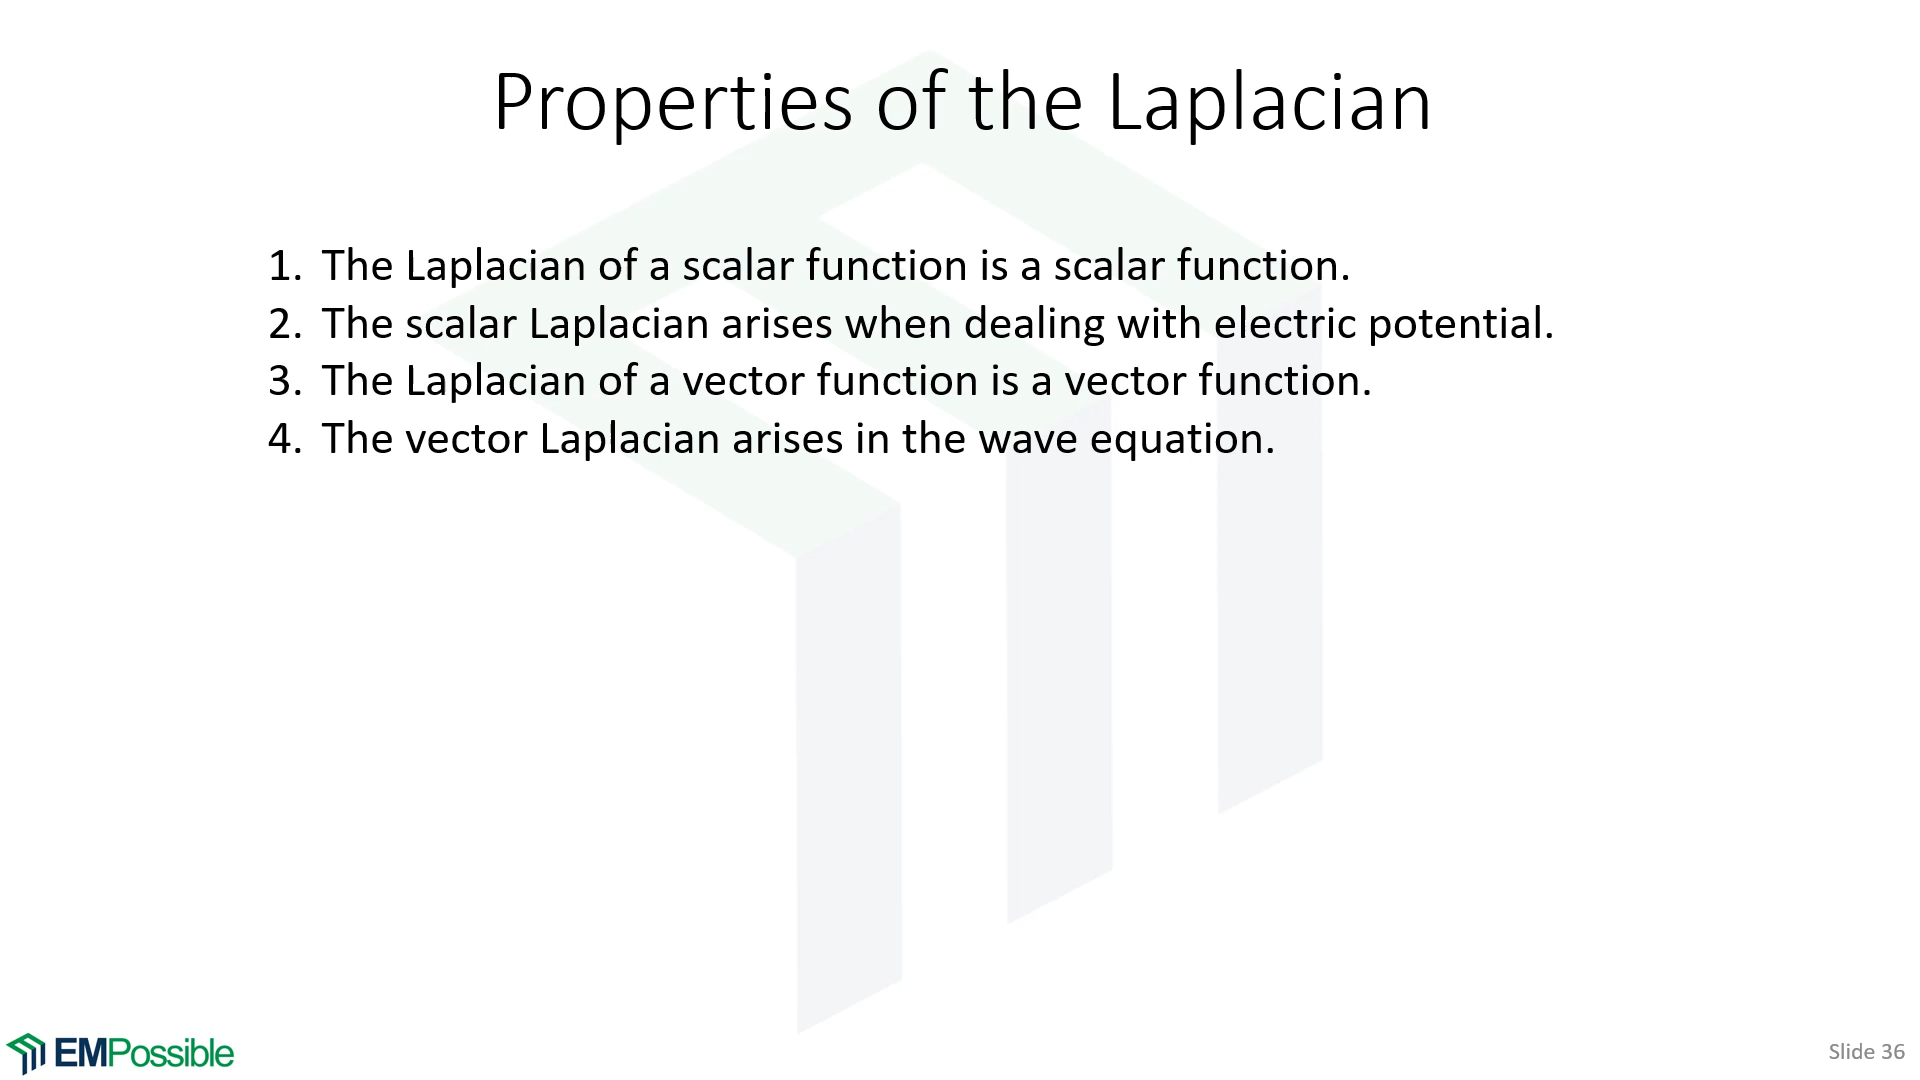 Properties of the Laplacian
1. The Laplacian of a scalar function is a scalar function.
2. The scalar Laplacian arises when dealing with electric potential.
3. The Laplacian of a vector function is a vector function.
4. The vector Laplacian arises in the wave equation.
EMPossible
Slide 36